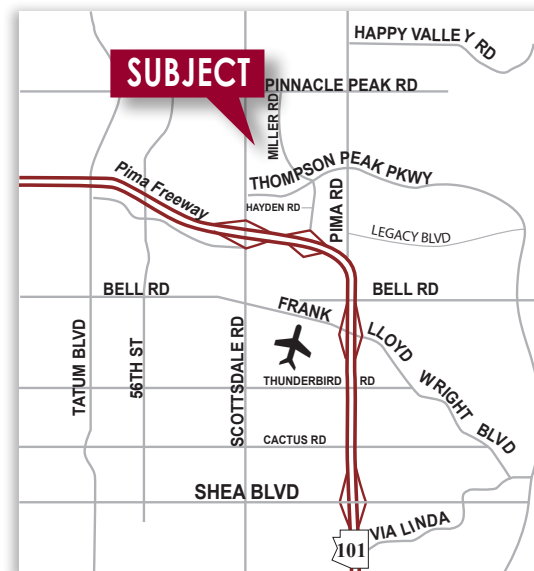 HAPPY VALLEY RD
SUBJECT
PINNACLE PEAK RD
MILLER RD
THOMPSON PEAK PKWY
Pima Freeway
HAYDEN RD
PIMA RD
LEGACY BLVD
BELL RD
FRANK LLOYD WRIGHT BLVD
BELL RD
TATUM BLVD
56TH ST
SCOTTSDALE RD
THUNDERBIRD RD
CACTUS RD
SHEA BLVD
VIA LINDA
101